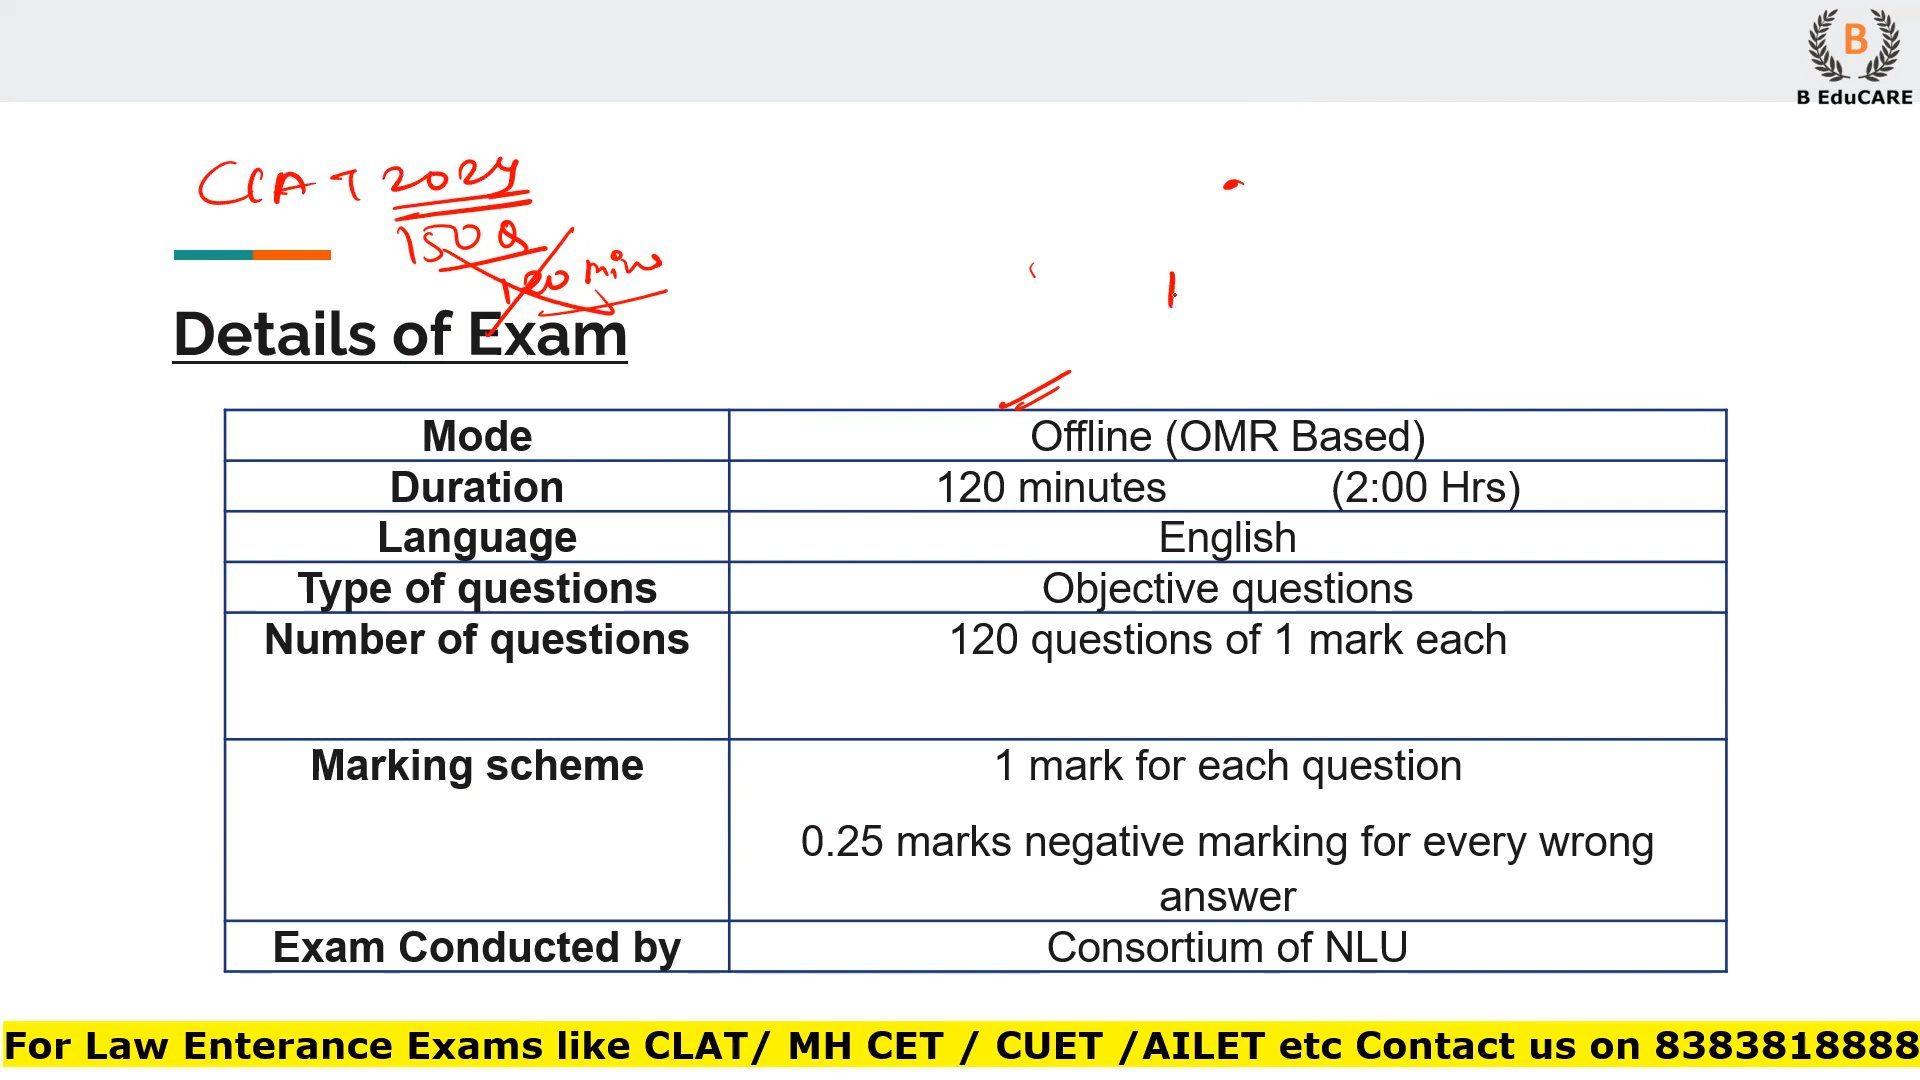 B
B EduCARE
CLAT 2024
150 Q
120 mins
Details of Exam
Mode Offline (OMR Based)
Duration 120 minutes (2:00 Hrs)
Language English
Type of questions Objective questions
Number of questions 120 questions of 1 mark each
Marking scheme 1 mark for each question
0.25 marks negative marking for every wrong
answer
Exam Conducted by Consortium of NLU
For Law Enterance Exams like CLAT/ MH CET / CUET /AILET etc Contact us on 8383818888